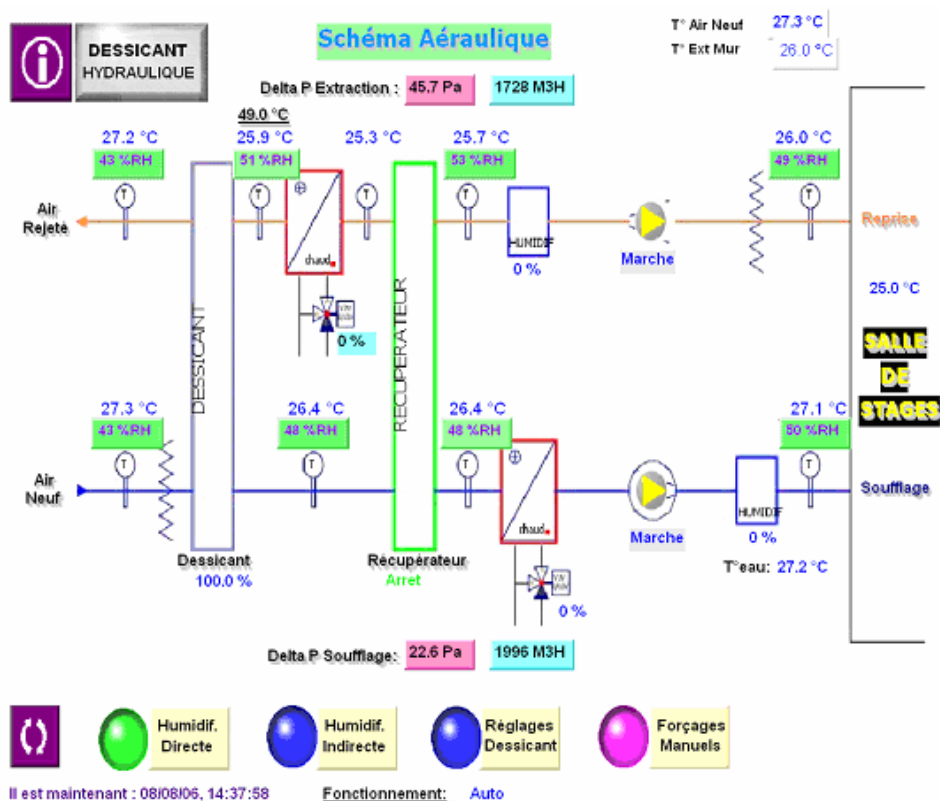 DESSICANT
HYDRAULIQUE
Schéma Aéraulique
T° Air Neuf 27.3 °C
T° Ext Mur 26.0 °C
Delta P Extraction : 45.7 Pa 1728 M3H
49.0 °C
27.2 °C 25.9 °C 25.3 °C 25.7 °C 26.0 °C
43 %RH 51 %RH 53 %RH 49 %RH
T T T T T
Air
Rejeté
Reprise
chaud
HUMIDIF
0 %
Marche
25.0 °C
0 %
DESSICANT
RECUPERATEUR
SALLE
DE
STAGES
27.3 °C 26.4 °C 26.4 °C 27.1 °C
43 %RH 48 %RH 48 %RH 50 %RH
T T T T
Air
Neuf
Soufflage
chaud
HUMIDIF
Marche
0 %
Dessicant
100.0 %
Récupérateur
Arret
T°eau: 27.2 °C
0 %
Delta P Soufflage: 22.6 Pa 1996 M3H
Humidif.
Directe
Humidif.
Indirecte
Réglages
Dessicant
Forçages
Manuels
Il est maintenant : 08/08/06, 14:37:58 Fonctionnement: Auto